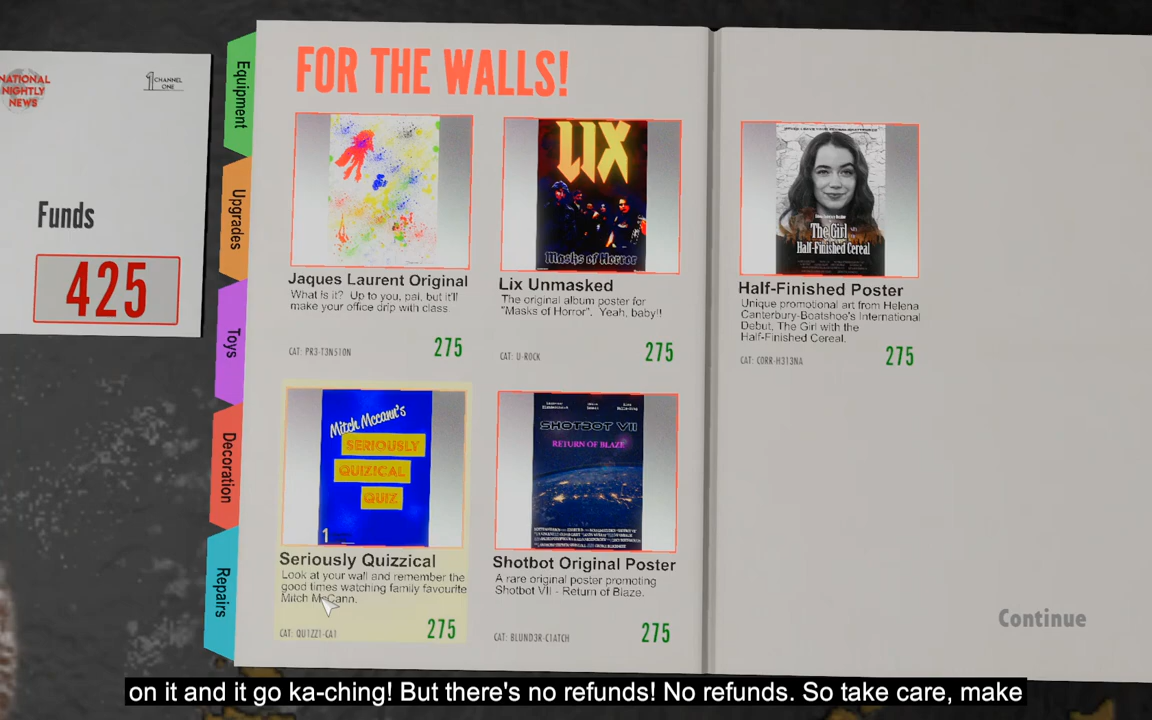 NATIONAL
NIGHTLY
NEWS
1 CHANNEL
ONE
Funds
425
Equipment
Upgrades
Toys
Decoration
Repairs
FOR THE WALLS!
Jaques Laurent Original
What is it? Up to you, pal, but it'll
make your office drip with class.
CAT: PR3-T3N510N
275
LIX
Masks of Horror
Lix Unmasked
The original album poster for
"Masks of Horror". Yeah, baby!!
CAT: U-ROCK
275
The Girl
Half-Finished Cereal
Half-Finished Poster
Unique promotional art from Helena
Canterbury-Boatshoe's International
Debut, The Girl with the
Half-Finished Cereal.
CAT: CORR-H313NA
275
Mitch Mccann's
SERIOUSLY
QUIZICAL
QUIZ
1
Seriously Quizzical
Look at your wall and remember the
good times watching family favourite
Mitch McCann.
CAT: QU1ZZ1-CA1
275
SHOTBOT VII
RETURN OF BLAZE
Shotbot Original Poster
A rare original poster promoting
Shotbot VII - Return of Blaze.
CAT: BLUND3R-C1ATCH
275
Continue
on it and it go ka-ching! But there's no refunds! No refunds. So take care, make